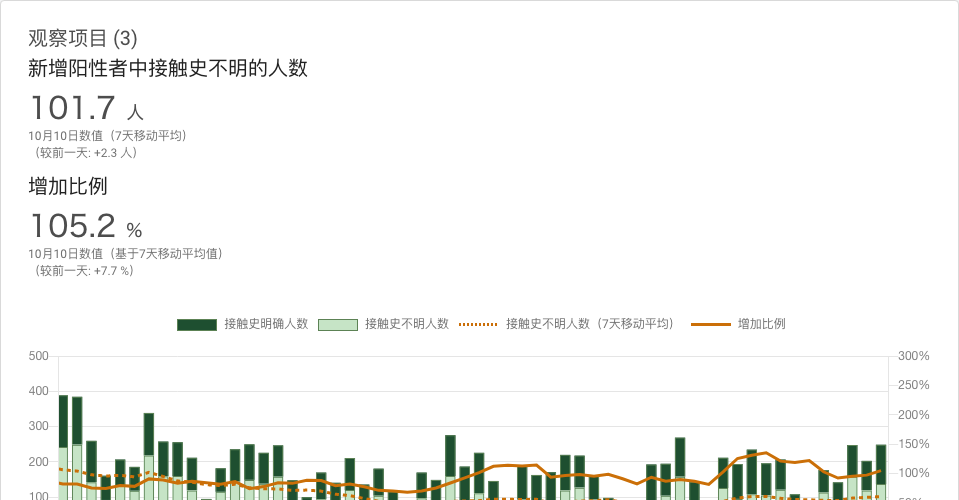 观察项目 (3)
新增阳性者中接触史不明的人数
101.7 人
10月10日数值（7天移动平均）
（较前一天: +2.3 人）
增加比例
105.2 %
10月10日数值（基于7天移动平均值）
（较前一天: +7.7 %）
接触史明确人数 接触史不明人数 接触史不明人数（7天移动平均） 增加比例
500 300%
250%
400
200%
300
150%
200
100%